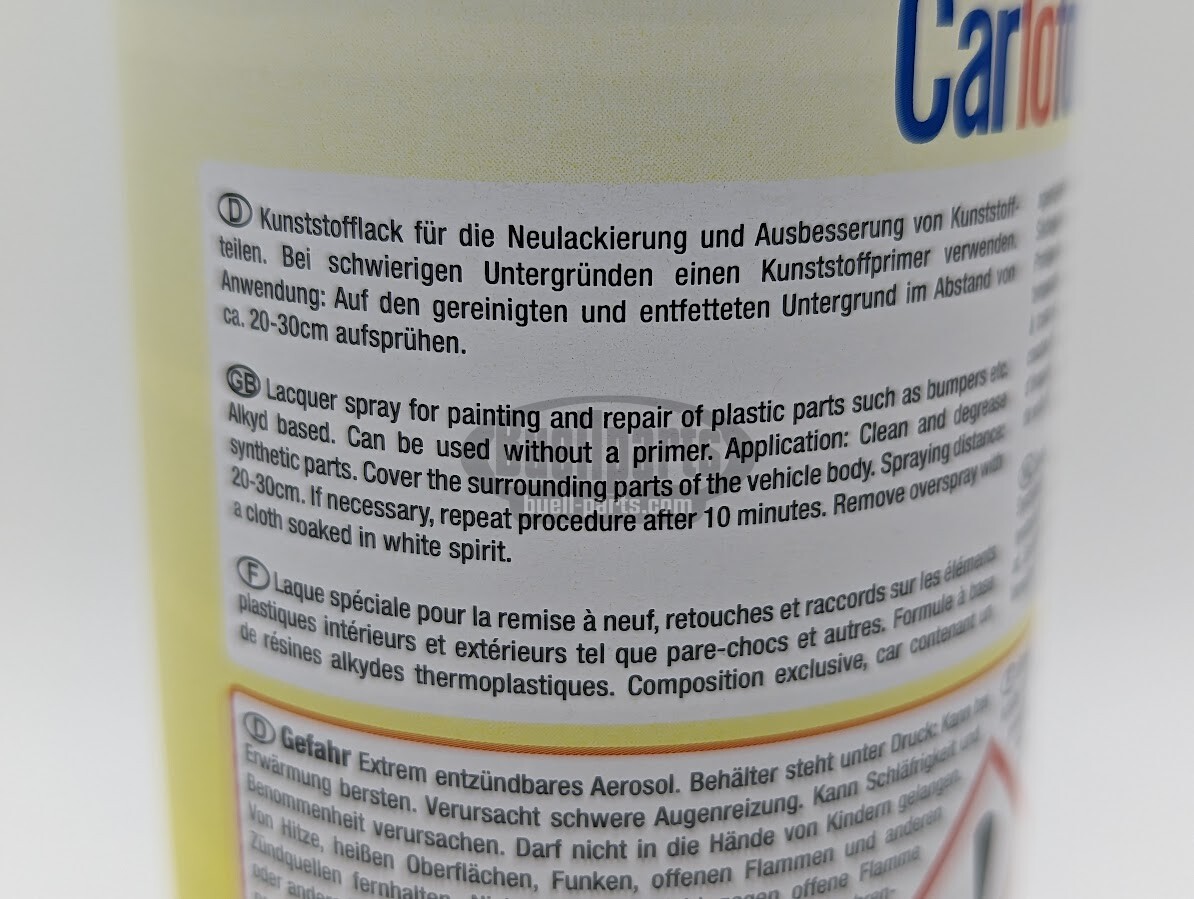 Carlo
D Kunststofflack für die Neulackierung und Ausbesserung von Kunststoff-
teilen. Bei schwierigen Untergründen einen Kunststoffprimer verwenden.
Anwendung: Auf den gereinigten und entfetteten Untergrund im Abstand von
ca. 20-30cm aufsprühen.
GB Lacquer spray for painting and repair of plastic parts such as bumpers etc.
Alkyd based. Can be used without a primer. Application: Clean and degrease
synthetic parts. Cover the surrounding parts of the vehicle body. Spraying distance:
20-30cm. If necessary, repeat procedure after 10 minutes. Remove overspray with
a cloth soaked in white spirit.
Buell parts
buell-parts.com
F Laque spéciale pour la remise à neuf, retouches et raccords sur les éléments
plastiques intérieurs et extérieurs tel que pare-chocs et autres. Formule à base
de résines alkydes thermoplastiques. Composition exclusive, car contenant un
D Gefahr Extrem entzündbares Aerosol. Behälter steht unter Druck: Kann bei
Erwärmung bersten. Verursacht schwere Augenreizung. Kann Schläfrigkeit und
Benommenheit verursachen. Darf nicht in die Hände von Kindern gelangen.
Von Hitze, heißen Oberflächen, Funken, offenen Flammen und anderen
Zündquellen fernhalten. offene Flamme
oder